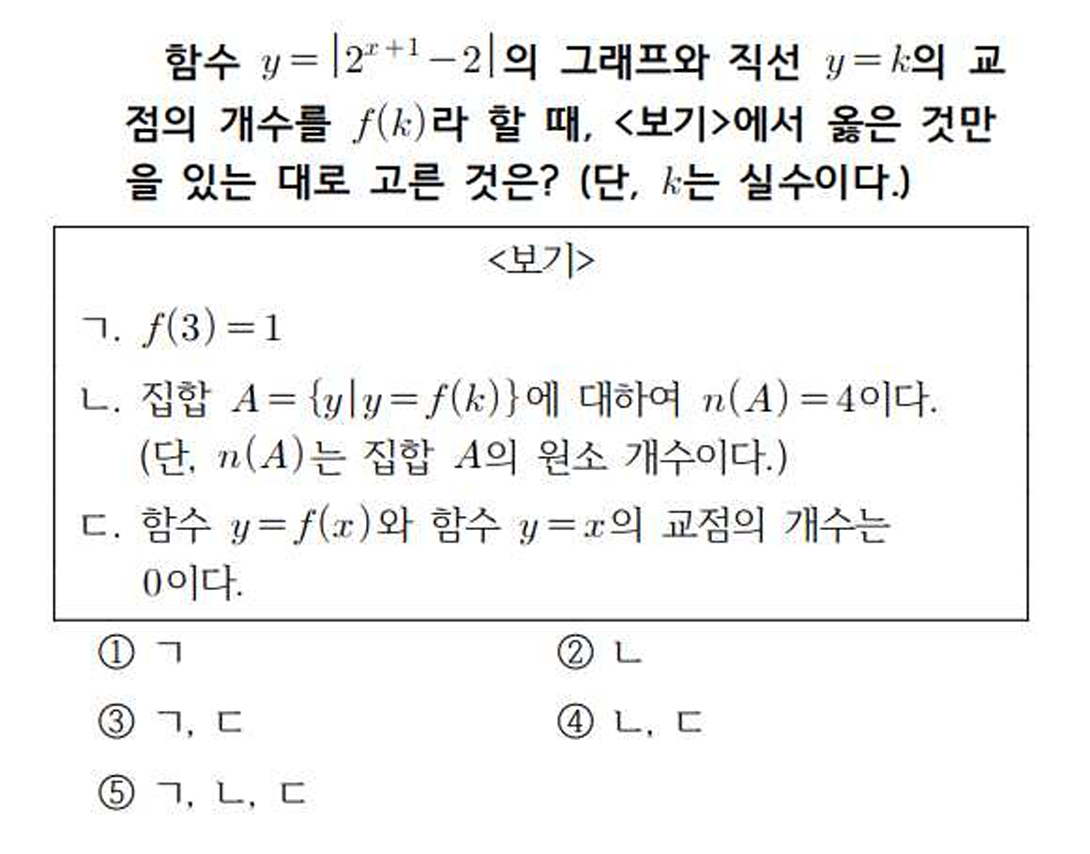 함수 y=|2^{x+1}-2|의 그래프와 직선 y=k의 교
점의 개수를 f(k)라 할 때, <보기>에서 옳은 것만
을 있는 대로 고른 것은? (단, k는 실수이다.)
<보기>
ㄱ. f(3)=1
ㄴ. 집합 A={y|y=f(k)}에 대하여 n(A)=4이다.
(단, n(A)는 집합 A의 원소 개수이다.)
ㄷ. 함수 y=f(x)와 함수 y=x의 교점의 개수는
0이다.
① ㄱ ② ㄴ
③ ㄱ, ㄷ ④ ㄴ, ㄷ
⑤ ㄱ, ㄴ, ㄷ